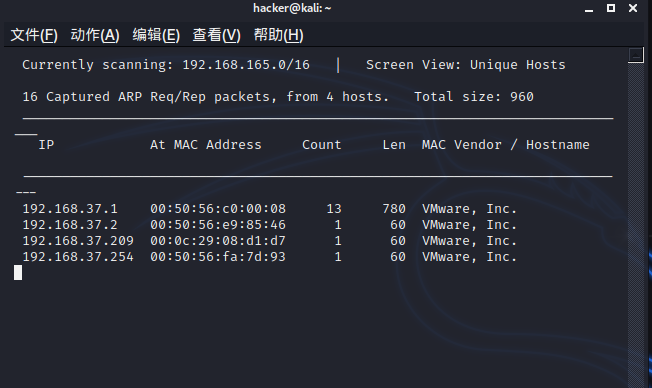 hacker@kali: ~
文件(F) 动作(A) 编辑(E) 查看(V) 帮助(H)
Currently scanning: 192.168.165.0/16 | Screen View: Unique Hosts
16 Captured ARP Req/Rep packets, from 4 hosts. Total size: 960
_____________________________________________________________________________
IP At MAC Address Count Len MAC Vendor / Hostname
-----------------------------------------------------------------------------
192.168.37.1 00:50:56:c0:00:08 13 780 VMware, Inc.
192.168.37.2 00:50:56:e9:85:46 1 60 VMware, Inc.
192.168.37.209 00:0c:29:08:d1:d7 1 60 VMware, Inc.
192.168.37.254 00:50:56:fa:7d:93 1 60 VMware, Inc.